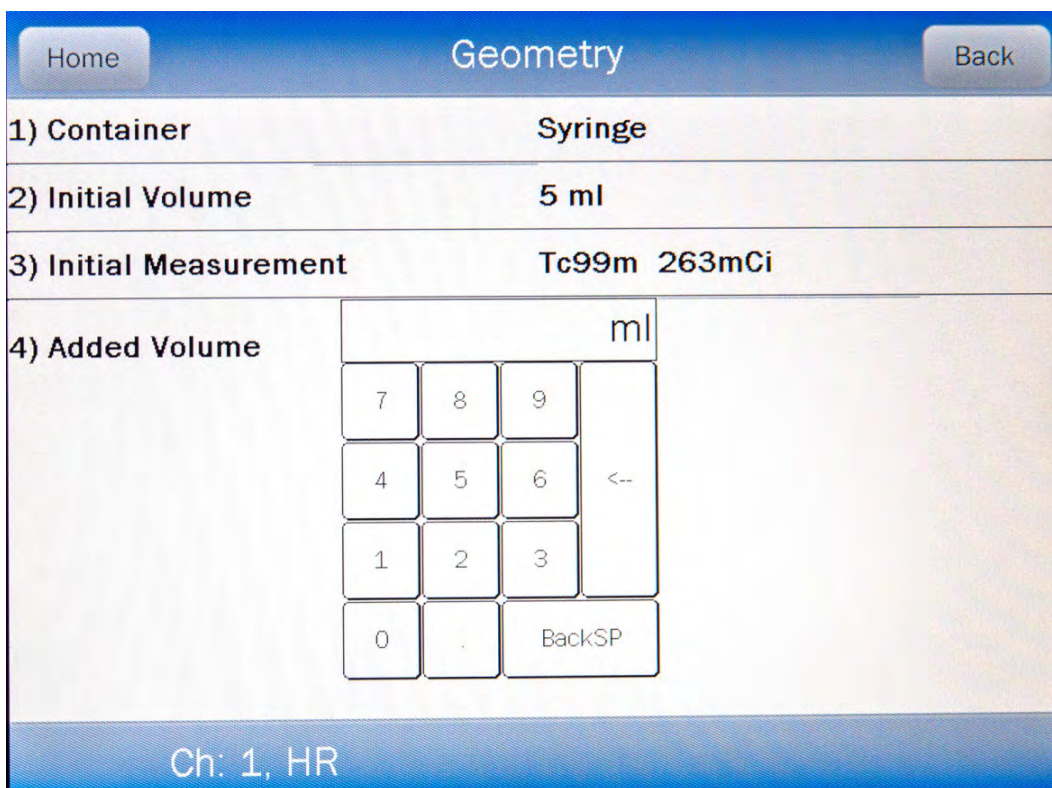 Home Geometry Back
1) Container Syringe
2) Initial Volume 5 ml
3) Initial Measurement Tc99m 263mCi
4) Added Volume ml
7 8 9
4 5 6 <--
1 2 3
0 . BackSP
Ch: 1, HR